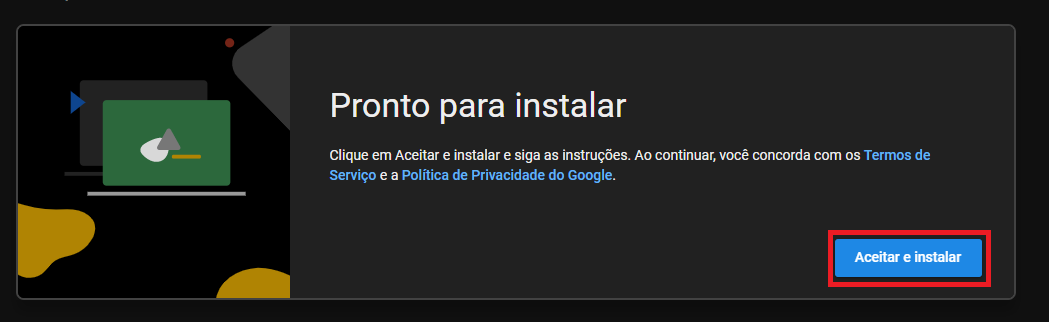 Pronto para instalar
Clique em Aceitar e instalar e siga as instruções. Ao continuar, você concorda com os Termos de
Serviço e a Política de Privacidade do Google.
Aceitar e instalar